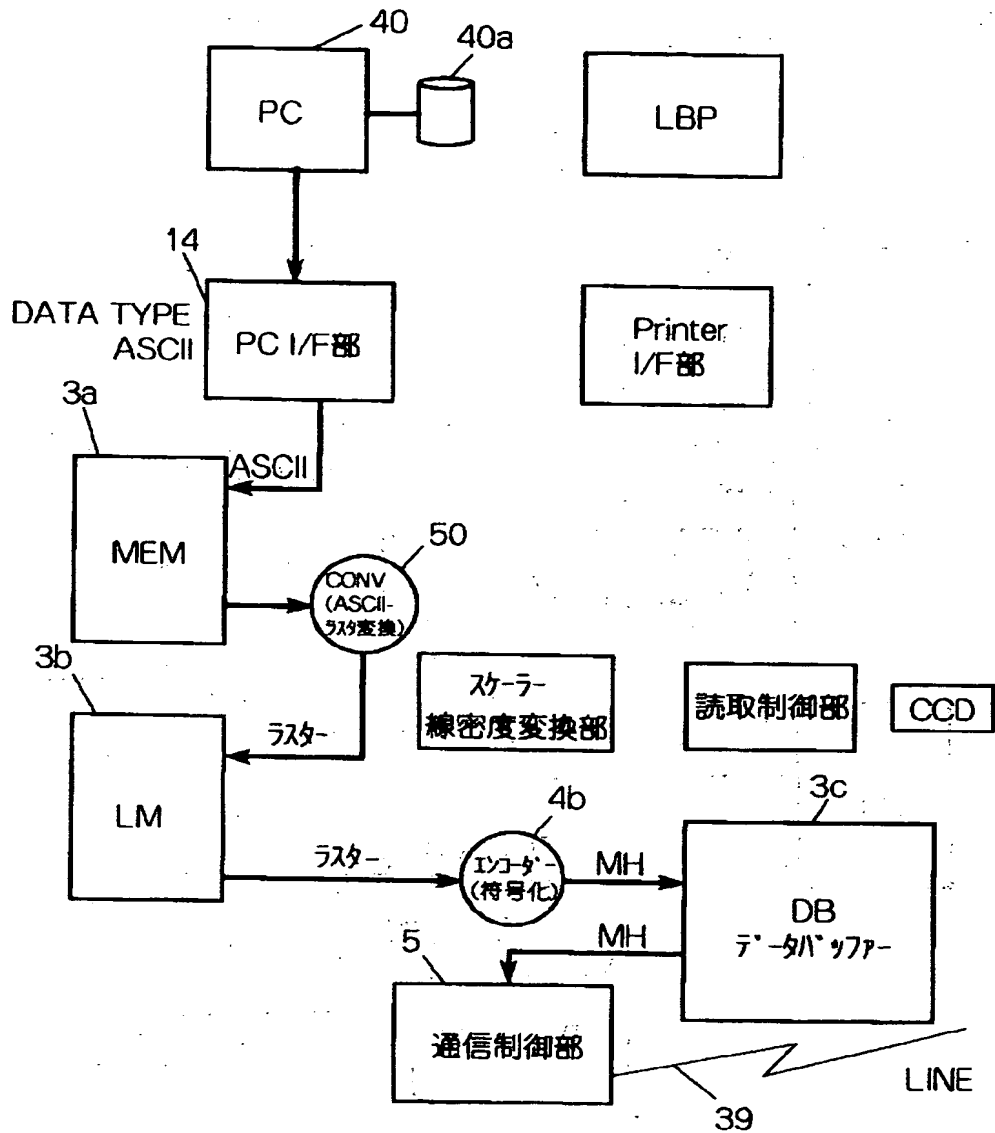 40
40a
PC
LBP
14
DATA TYPE
ASCII
PC I/F部
Printer
I/F部
3a
ASCII
MEM
50
CONV
(ASCII-
ラスタ変換)
3b
スケーラー
線密度変換部
読取制御部
CCD
ラスター
LM
3c
4b
ラスター
エンコーダー
(符号化)
MH
DB
データバッファー
MH
5
通信制御部
LINE
39